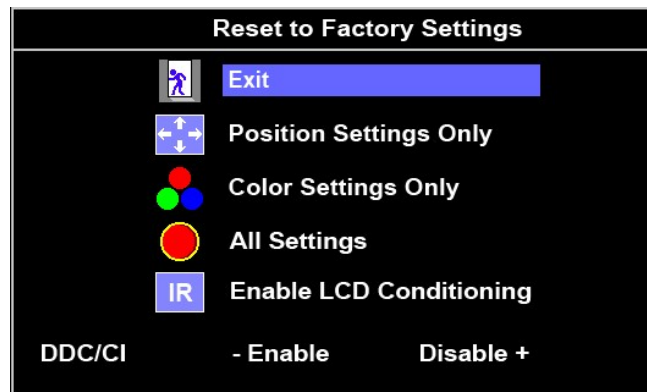 Reset to Factory Settings
Exit
Position Settings Only
Color Settings Only
All Settings
IR Enable LCD Conditioning
DDC/CI - Enable Disable +